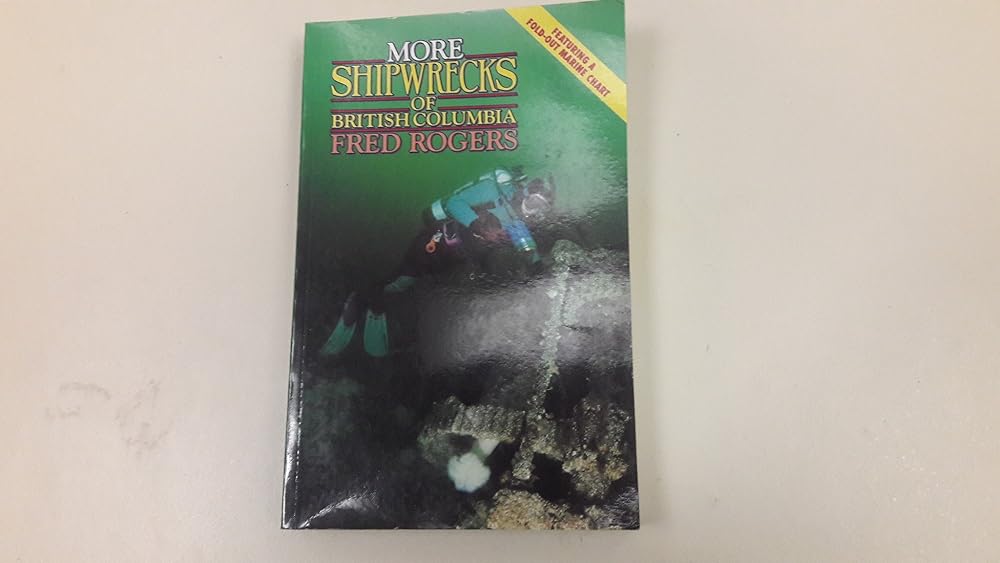 MORE
SHIPWRECKS
OF
BRITISH COLUMBIA
FRED ROGERS
FEATURING A
FOLD-OUT MARINE CHART